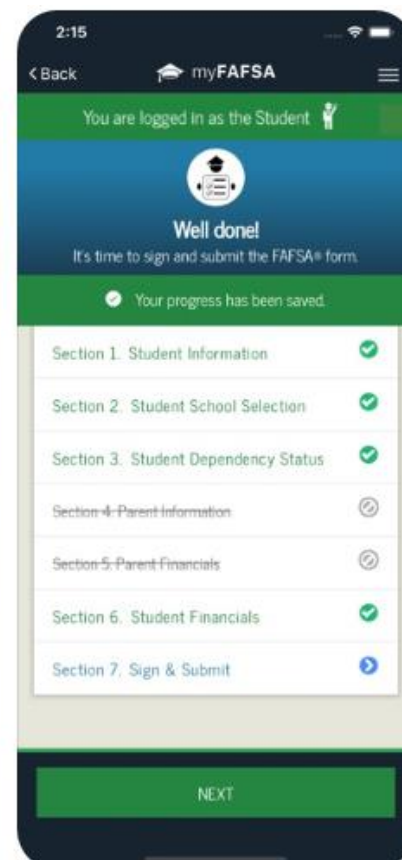 2:15
Back myFAFSA
You are logged in as the Student
Well done!
It's time to sign and submit the FAFSA® form.
Your progress has been saved.
Section 1. Student Information
Section 2. Student School Selection
Section 3. Student Dependency Status
Section 4. Parent Information
Section 5. Parent Financials
Section 6. Student Financials
Section 7. Sign & Submit
NEXT